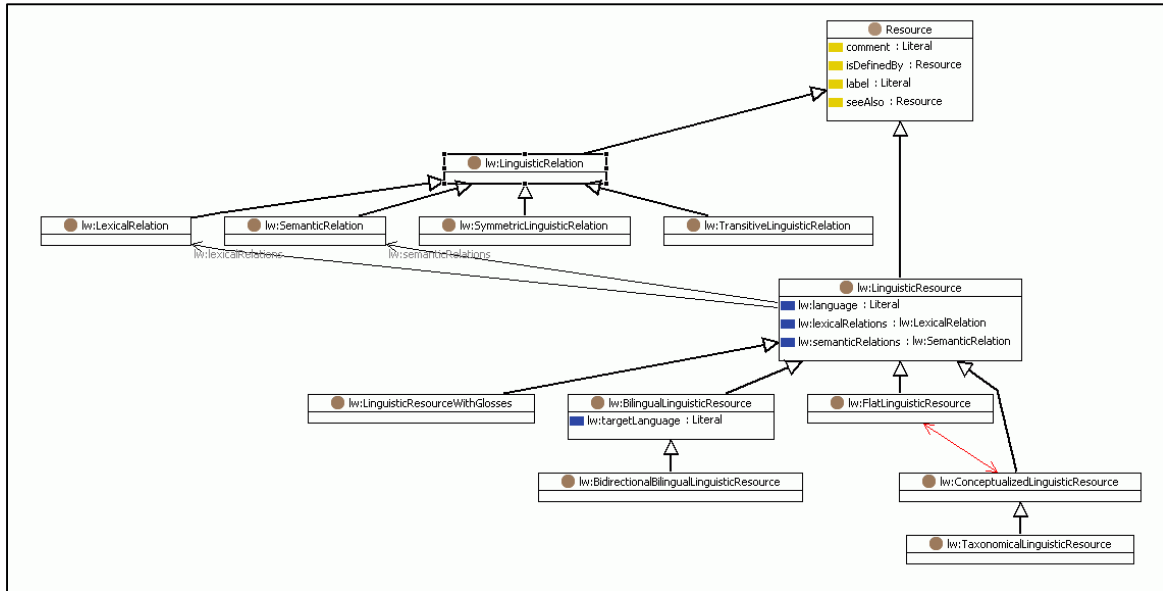 Resource
comment : Literal
isDefinedBy : Resource
label : Literal
seeAlso : Resource
lw:LinguisticRelation
lw:LexicalRelation
lw:SemanticRelation
lw:SymmetricLinguisticRelation
lw:TransitiveLinguisticRelation
lw:lexicalRelations
lw:semanticRelations
lw:LinguisticResource
lw:language : Literal
lw:lexicalRelations : lw:LexicalRelation
lw:semanticRelations : lw:SemanticRelation
lw:LinguisticResourceWithGlosses
lw:BilingualLinguisticResource
lw:targetLanguage : Literal
lw:FlatLinguisticResource
lw:BidirectionalBilingualLinguisticResource
lw:ConceptualizedLinguisticResource
lw:TaxonomicalLinguisticResource